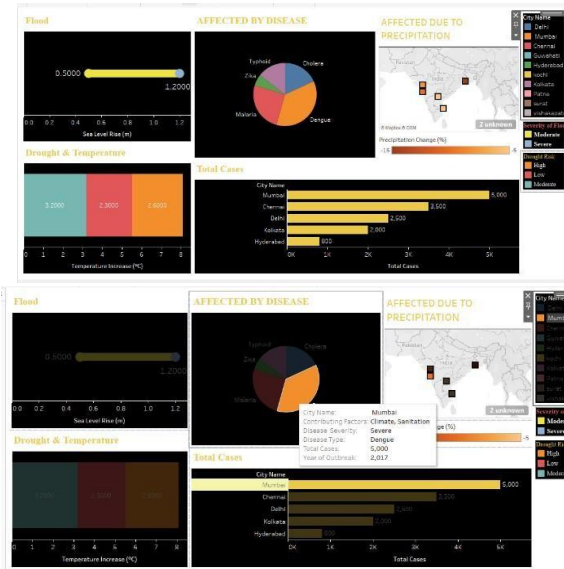 Flood
0.5000
1.2000
0.0 0.2 0.4 0.6 0.8 1.0 1.2
Sea Level Rise (m)
AFFECTED BY DISEASE
Typhoid
Cholera
Zika
Malaria
Dengue
AFFECTED DUE TO
PRECIPITATION
2 unknown
Precipitation Change (%)
-15 -5
City Name
Delhi
Mumbai
Chennai
Guwahati
Hyderabad
kochi
Kolkata
Patna
surat
Severity of
Moderate
Severe
Drought Risk
High
Low
Moderate
Drought & Temperature
3.2000 2.3000 2.6000
0 1 2 3 4 5 6 7 8
Temperature Increase (°C)
Total Cases
City Name
Mumbai 5,000
Chennai 3,500
Delhi 2,500
Kolkata 2,000
Hyderabad 800
0K 1K 2K 3K 4K 5K
Total Cases
Flood
0.5000
1.2000
0.0 0.2 0.4 0.6 0.8 1.0 1.2
Sea Level Rise (m)
AFFECTED BY DISEASE
Typhoid
Cholera
Zika
Malaria
AFFECTED DUE TO
PRECIPITATION
2 unknown
ge (%)
-5
City Name: Mumbai
Contributing Factors: Climate, Sanitation
Disease Severity: Severe
Disease Type: Dengue
Total Cases: 5,000
Year of Outbreak: 2,017
City Name
Severity of
Severe
High
Low
Drought & Temperature
0 1 2 3 4 5 6 7 8
Temperature Increase (°C)
Total Cases
City Name
Mumbai 5,000
Chennai 3,500
Delhi 2,500
Kolkata 2,000
Hyderabad 800
0K 1K 2K 3K 4K 5K
Total Cases